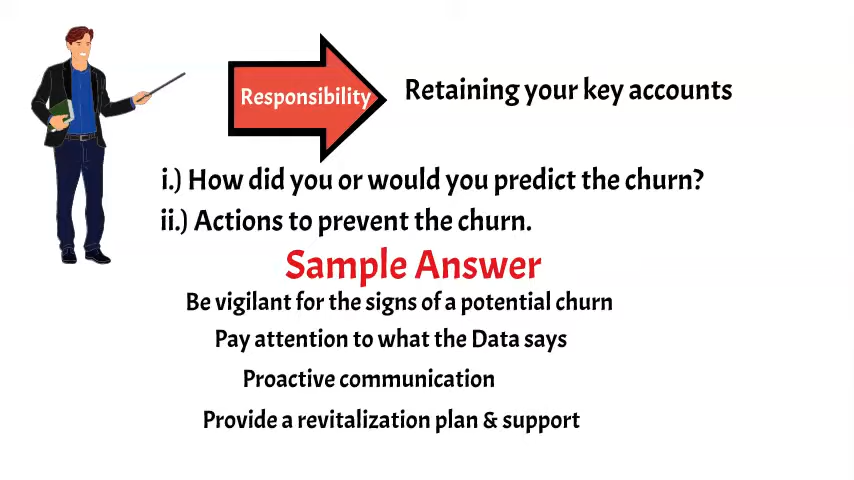 Responsibility
Retaining your key accounts
i.) How did you or would you predict the churn?
ii.) Actions to prevent the churn.
Sample Answer
Be vigilant for the signs of a potential churn
Pay attention to what the Data says
Proactive communication
Provide a revitalization plan & support